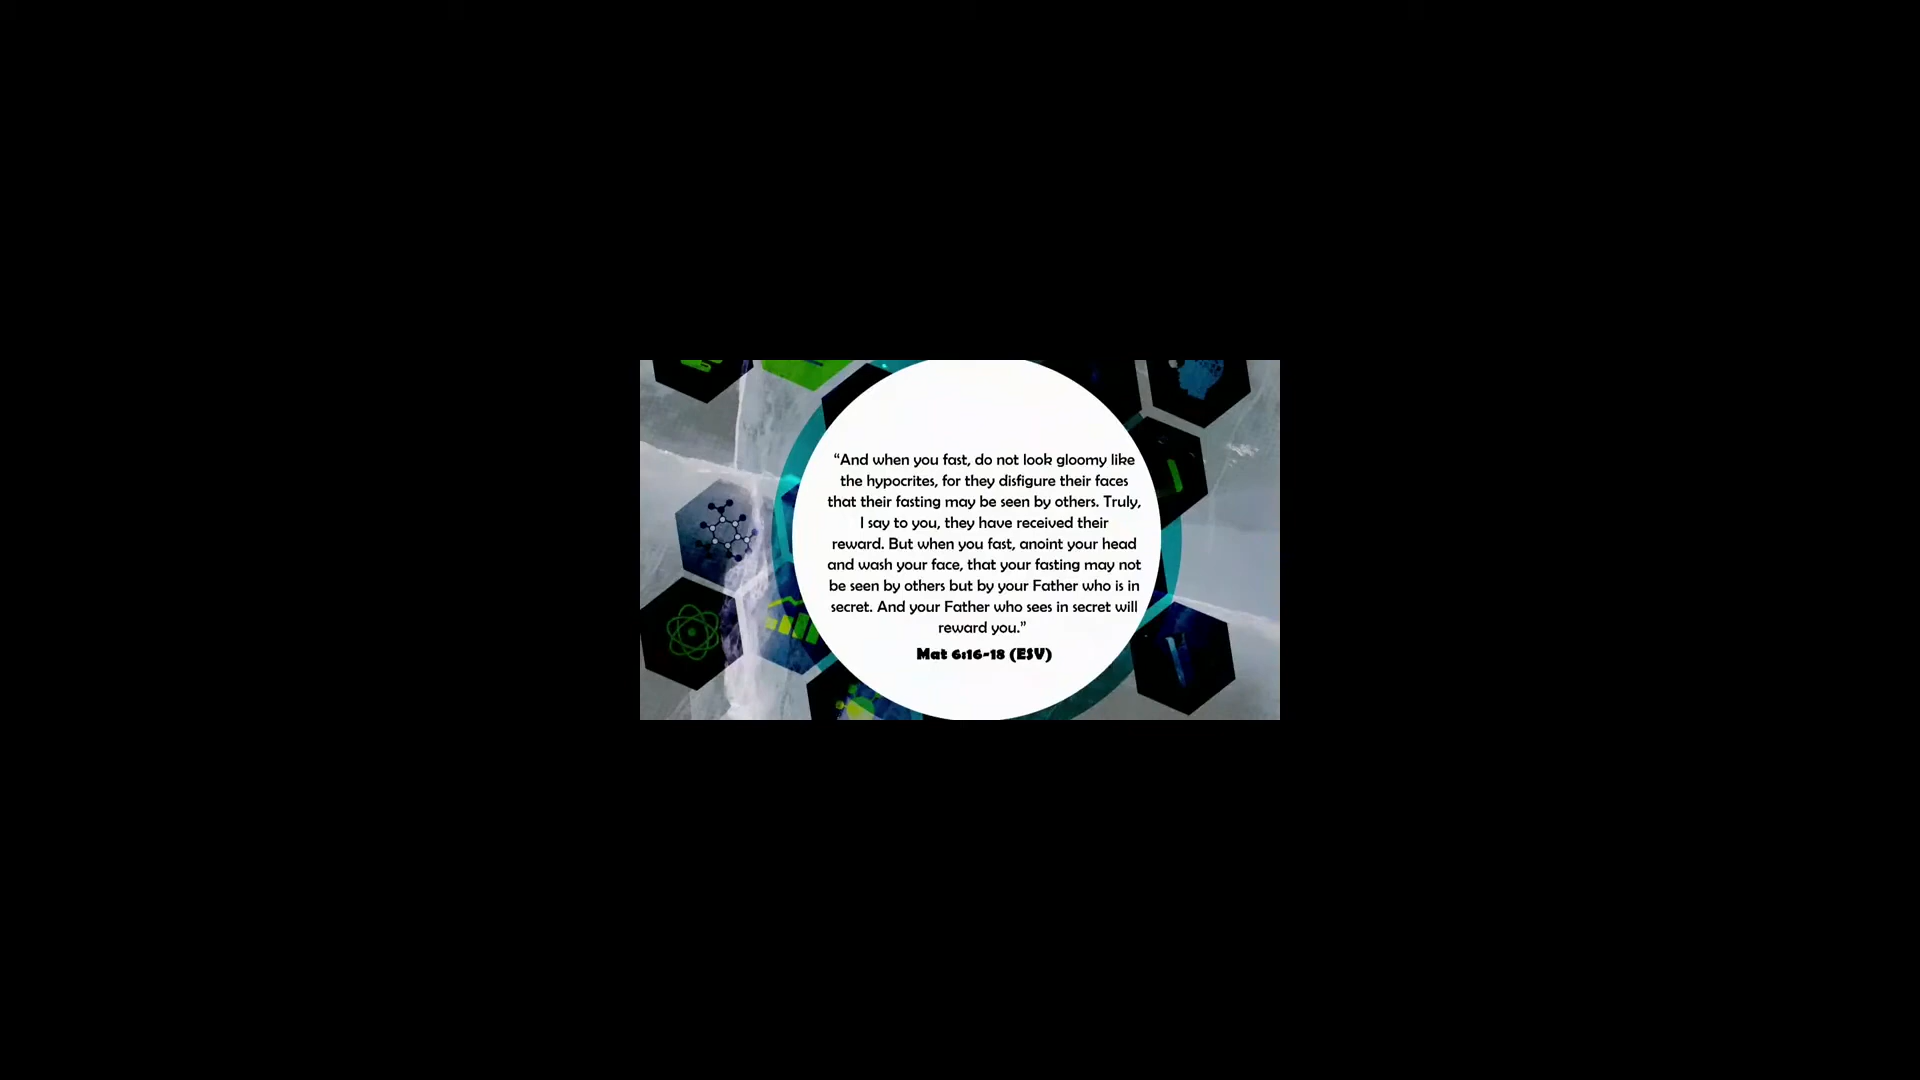 “And when you fast, do not look gloomy like
the hypocrites, for they disfigure their faces
that their fasting may be seen by others. Truly,
I say to you, they have received their
reward. But when you fast, anoint your head
and wash your face, that your fasting may not
be seen by others but by your Father who is in
secret. And your Father who sees in secret will
reward you.”
Mat 6:16-18 (ESV)